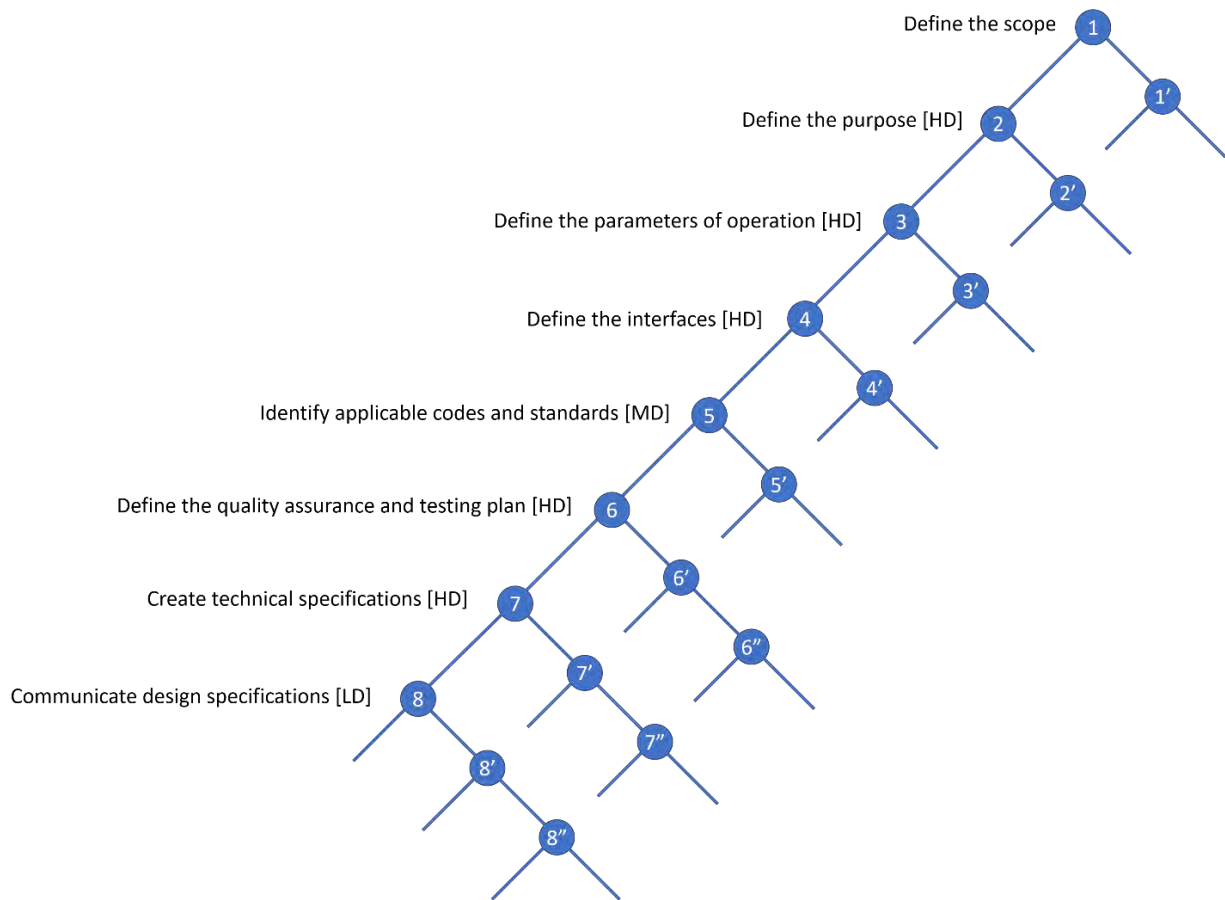 Define the scope
1
1’
Define the purpose [HD]
2
2’
Define the parameters of operation [HD]
3
3’
Define the interfaces [HD]
4
4’
Identify applicable codes and standards [MD]
5
5’
Define the quality assurance and testing plan [HD]
6
6’
6”
Create technical specifications [HD]
7
7’
7”
Communicate design specifications [LD]
8
8’
8”